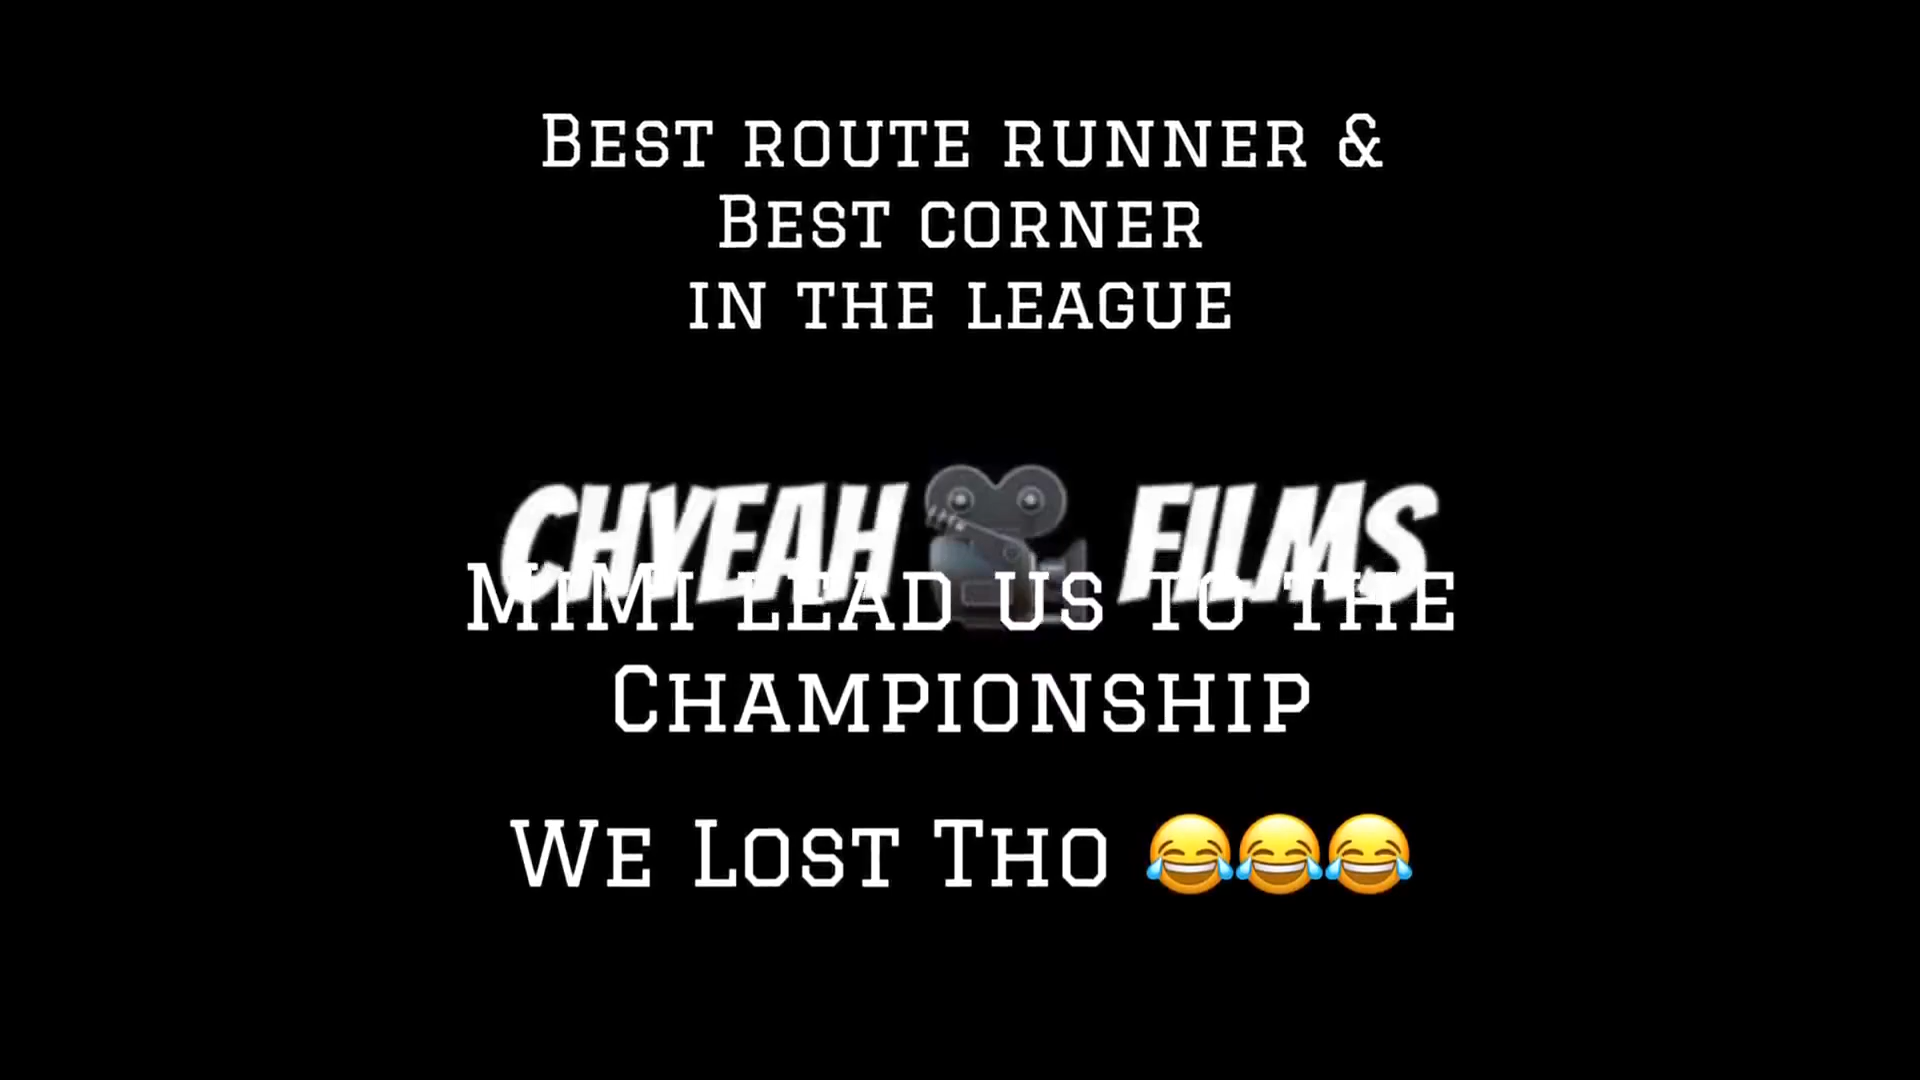 Best route runner &
Best corner
in the league
CHYEAH🎥FILMS
MiMi lead us to the
Championship
We Lost Tho 😂😂😂